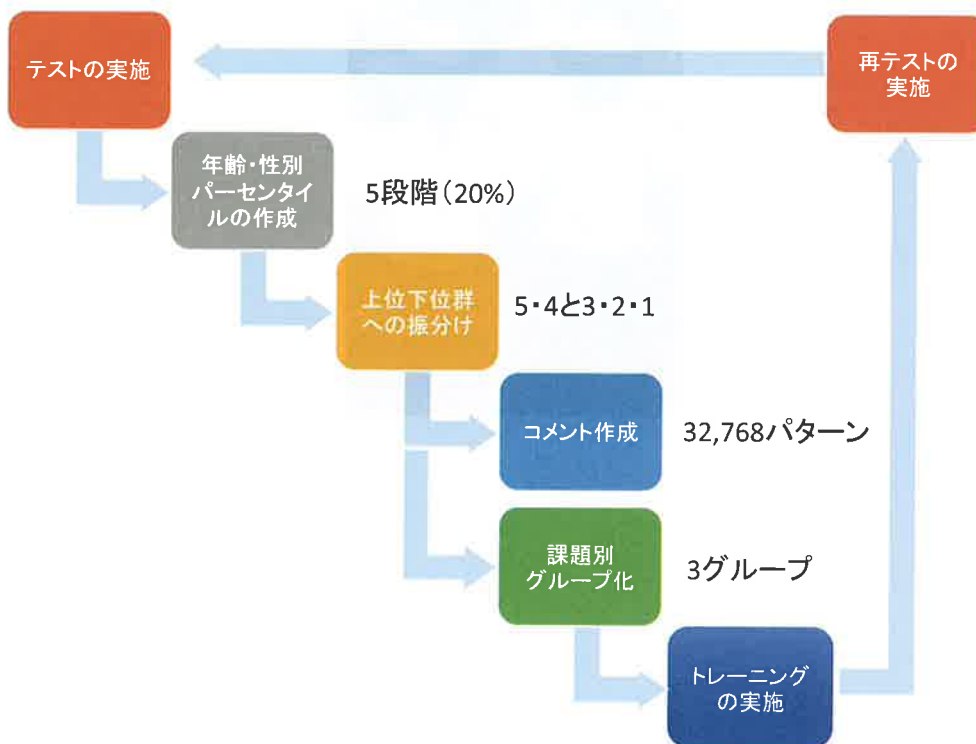 テストの実施
再テストの
実施
年齢・性別
パーセンタイ
ルの作成
5段階(20%)
上位下位群
への振分け
5・4と3・2・1
コメント作成
32,768パターン
課題別
グループ化
3グループ
トレーニング
の実施